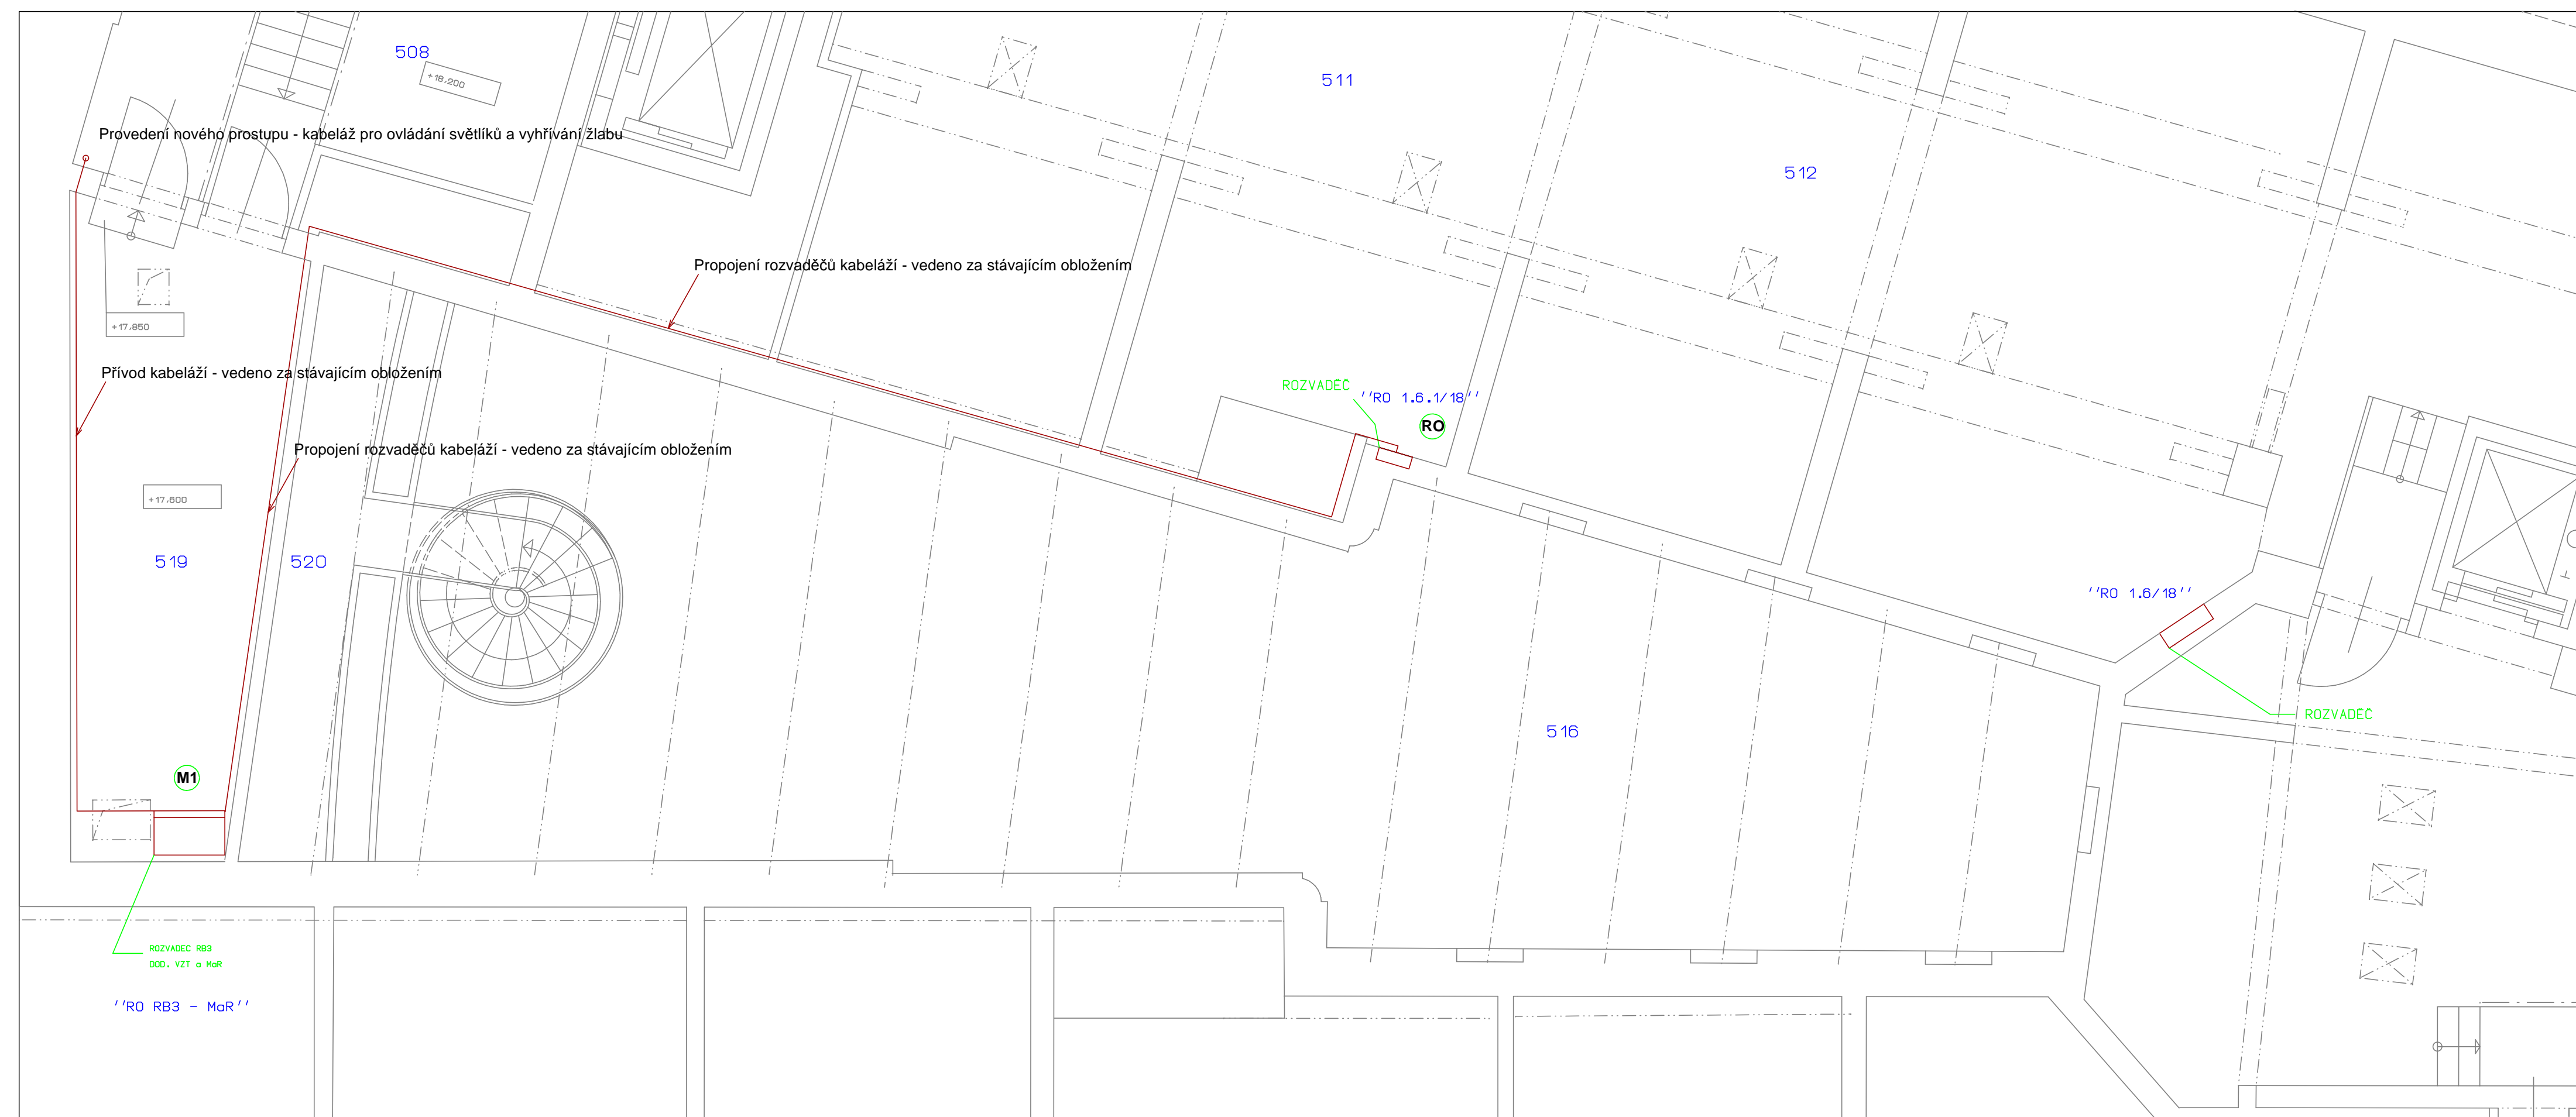 508
+18,200
511
Provedení nového prostupu - kabeláž pro ovládání světlíků a vyhřívání žlabu
512
Propojení rozvaděčů kabeláží - vedeno za stávajícím obložením
+17,850
Přívod kabeláží - vedeno za stávajícím obložením
ROZVADĚČ
''RO 1.6.1/18''
RO
Propojení rozvaděčů kabeláží - vedeno za stávajícím obložením
+17,600
519
520
''RO 1.6/18''
ROZVADĚČ
516
M1
ROZVADEC RB3
DOD. VZT a MaR
''RO RB3 - MaR''